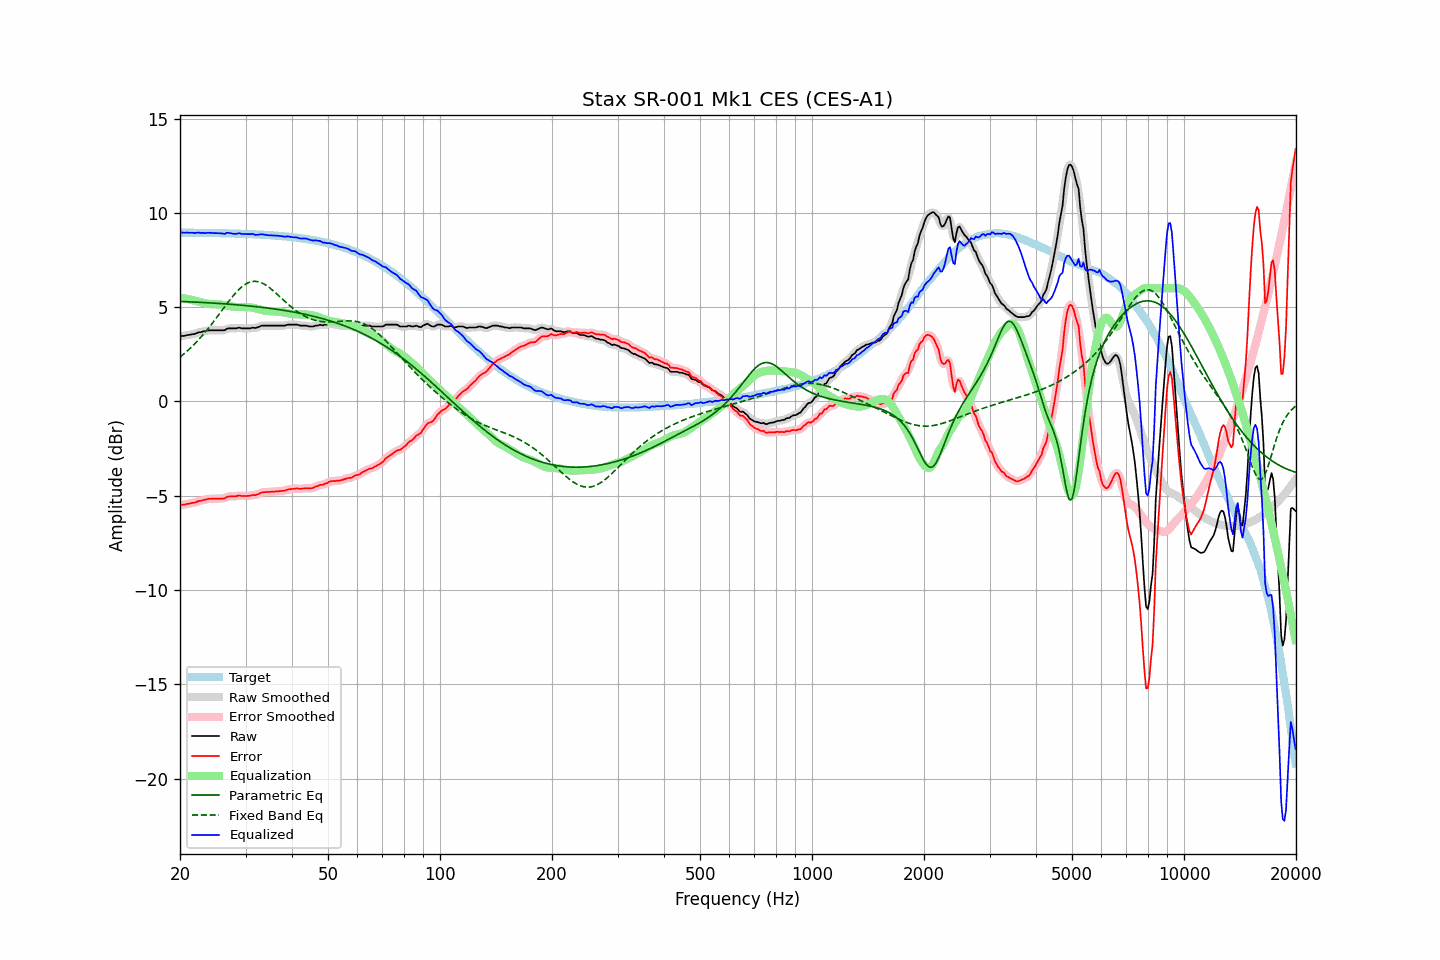 Stax SR-001 Mk1 CES (CES-A1)
15
10
5
0
−5
−10
−15
−20
Amplitude (dBr)
Target
Raw Smoothed
Error Smoothed
Raw
Error
Equalization
Parametric Eq
Fixed Band Eq
Equalized
20 50 100 200 500 1000 2000 5000 10000 20000
Frequency (Hz)